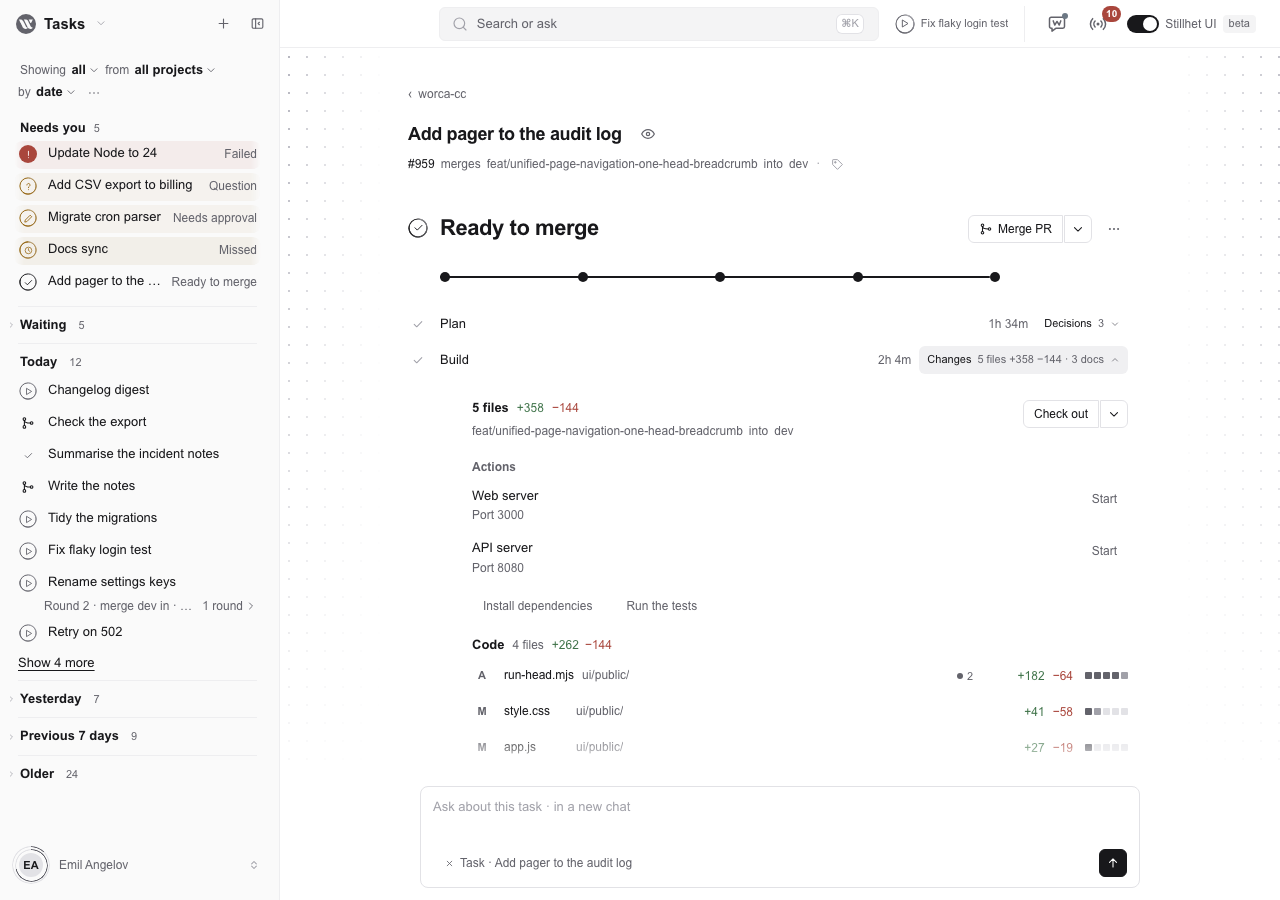 Tasks
Search or ask
⌘K
Fix flaky login test
10
Stillhet UI beta
Showing all from all projects
by date ···
Needs you 5
Update Node to 24 Failed
Add CSV export to billing Question
Migrate cron parser Needs approval
Docs sync Missed
Add pager to the … Ready to merge
Waiting 5
Today 12
Changelog digest
Check the export
Summarise the incident notes
Write the notes
Tidy the migrations
Fix flaky login test
Rename settings keys
Round 2 · merge dev in · … 1 round
Retry on 502
Show 4 more
Yesterday 7
Previous 7 days 9
Older 24
EA Emil Angelov
‹ worca-cc
Add pager to the audit log
#959 merges feat/unified-page-navigation-one-head-breadcrumb into dev ·
Ready to merge
Merge PR
···
Plan 1h 34m Decisions 3
Build 2h 4m Changes 5 files +358 −144 · 3 docs
5 files +358 −144
Check out
feat/unified-page-navigation-one-head-breadcrumb into dev
Actions
Web server Start
Port 3000
API server Start
Port 8080
Install dependencies Run the tests
Code 4 files +262 −144
A run-head.mjs ui/public/ 2 +182 −64
M style.css ui/public/ +41 −58
M app.js ui/public/ +27 −19
Ask about this task · in a new chat
× Task · Add pager to the audit log